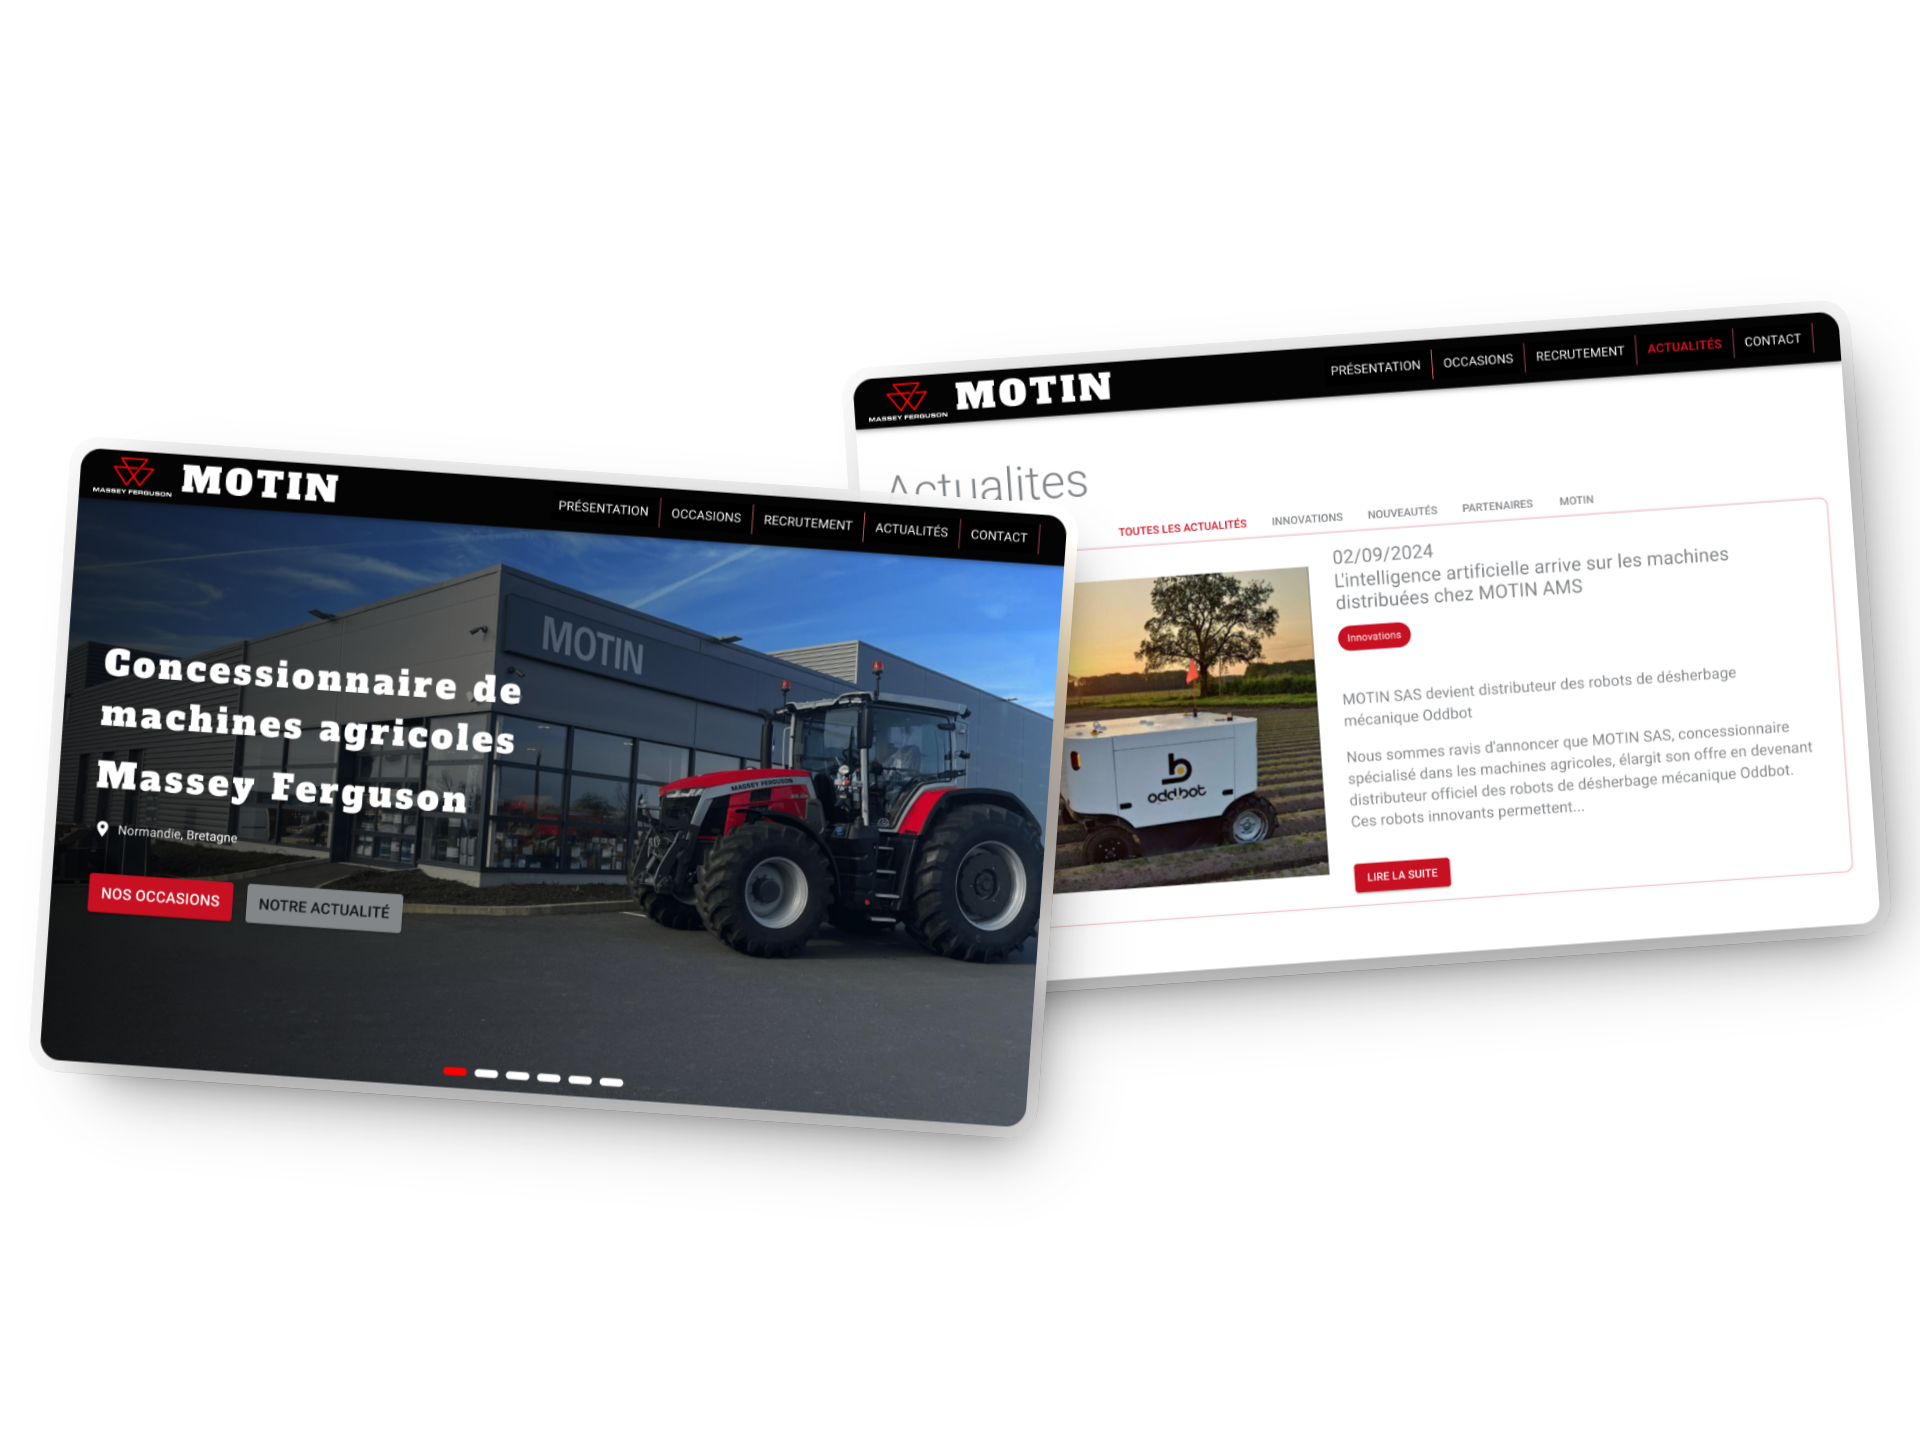 MASSEY FERGUSON
MOTIN
PRÉSENTATION
OCCASIONS
RECRUTEMENT
ACTUALITÉS
CONTACT
MOTIN
Concessionnaire de
machines agricoles
Massey Ferguson
Normandie, Bretagne
NOS OCCASIONS
NOTRE ACTUALITÉ
MASSEY FERGUSON
MASSEY FERGUSON
MOTIN
PRÉSENTATION
OCCASIONS
RECRUTEMENT
ACTUALITÉS
CONTACT
Actualites
TOUTES LES ACTUALITÉS
INNOVATIONS
NOUVEAUTÉS
PARTENAIRES
MOTIN
02/09/2024
L'intelligence artificielle arrive sur les machines
distribuées chez MOTIN AMS
Innovations
MOTIN SAS devient distributeur des robots de désherbage
mécanique Oddbot
Nous sommes ravis d'annoncer que MOTIN SAS, concessionnaire
spécialisé dans les machines agricoles, élargit son offre en devenant
distributeur officiel des robots de désherbage mécanique Oddbot.
Ces robots innovants permettent...
LIRE LA SUITE
oddbot